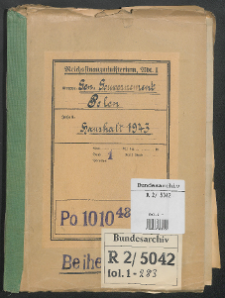 Reichsfinanzministerium, Abt. I
Gen. Gouvernement
Polen
Haushalt 1943
1
Po 1010 48
Bundesarchiv
R 2/ 5042
Bundesarchiv
R 2/ 5042
fol. 1 - 283
Beihe